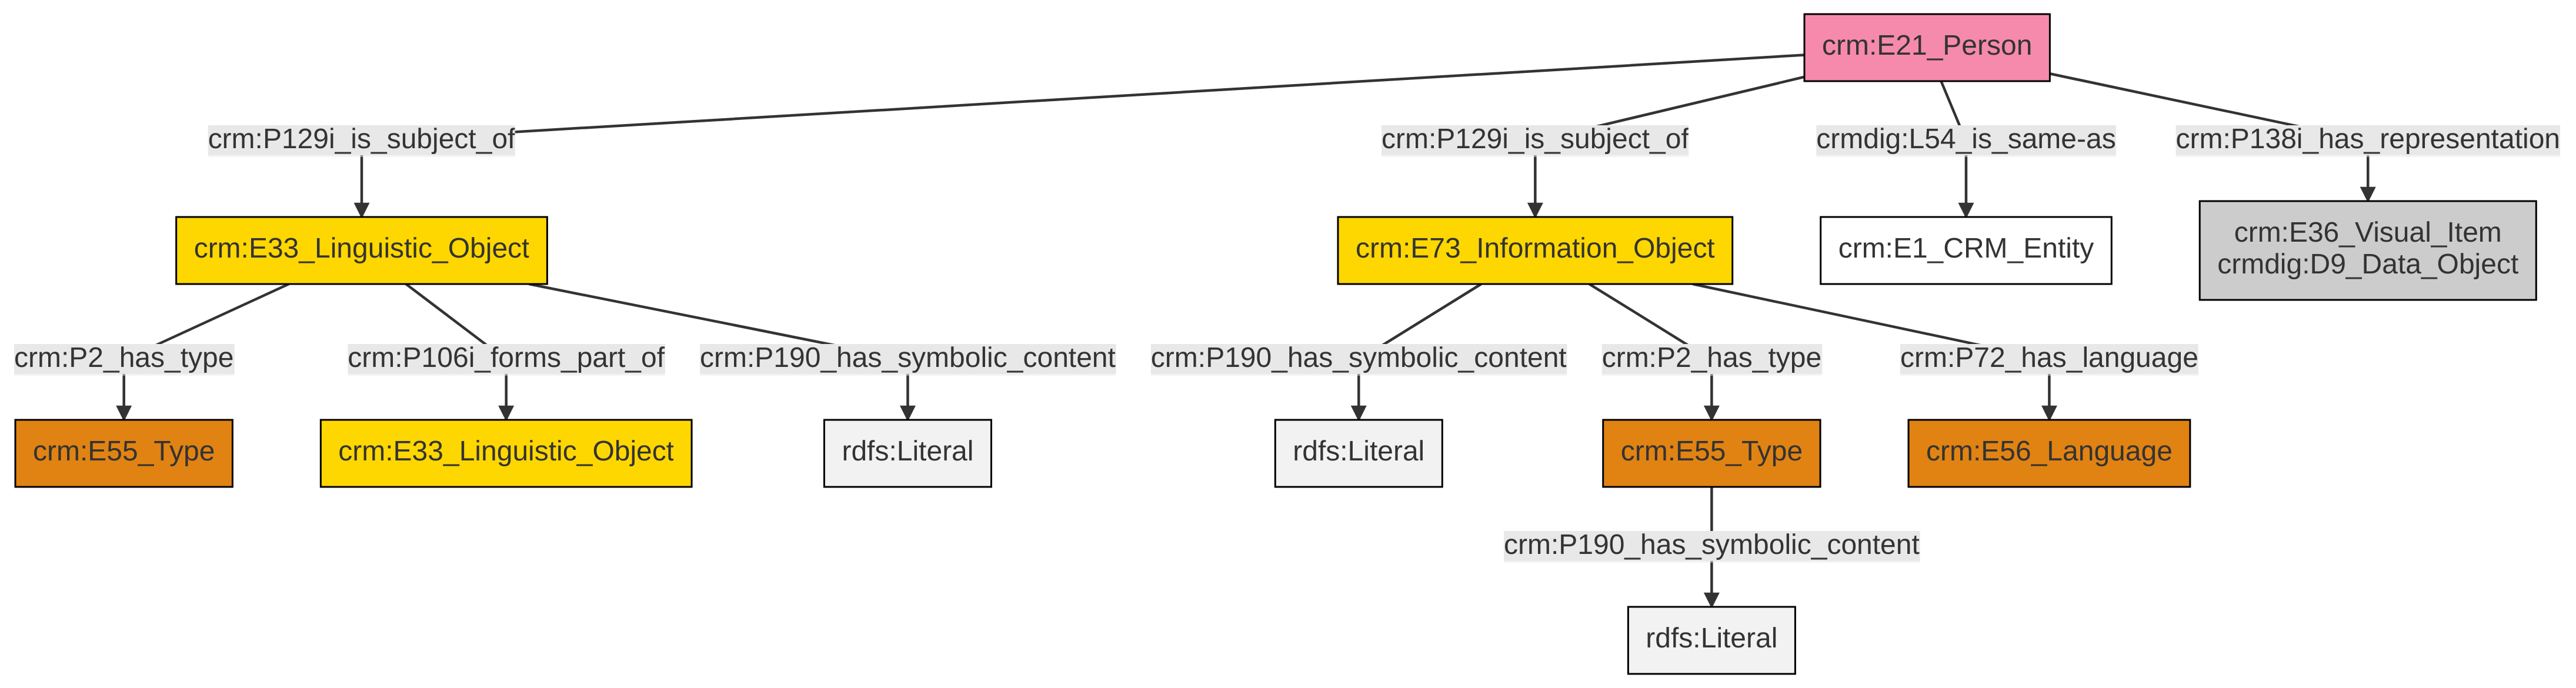 crm:E21_Person
crm:P129i_is_subject_of
crm:P129i_is_subject_of
crmdig:L54_is_same-as
crm:P138i_has_representation
crm:E33_Linguistic_Object
crm:E73_Information_Object
crm:E1_CRM_Entity
crm:E36_Visual_Item
crmdig:D9_Data_Object
crm:P2_has_type
crm:P106i_forms_part_of
crm:P190_has_symbolic_content
crm:P190_has_symbolic_content
crm:P2_has_type
crm:P72_has_language
crm:E55_Type
crm:E33_Linguistic_Object
rdfs:Literal
rdfs:Literal
crm:E55_Type
crm:E56_Language
crm:P190_has_symbolic_content
rdfs:Literal